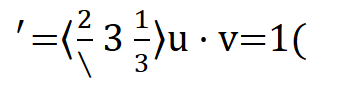 ′=⟨2/\ 3 1/3⟩u · v=1(